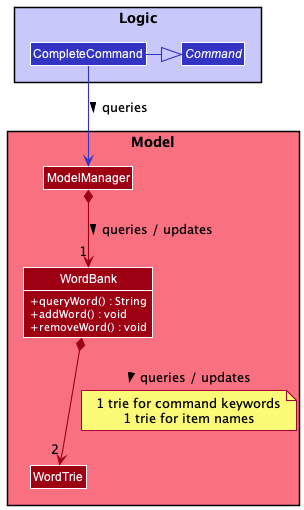 Logic
CompleteCommand
Command
queries
Model
ModelManager
queries / updates
1
WordBank
+queryWord() : String
+addWord() : void
+removeWord() : void
queries / updates
1 trie for command keywords
1 trie for item names
2
WordTrie